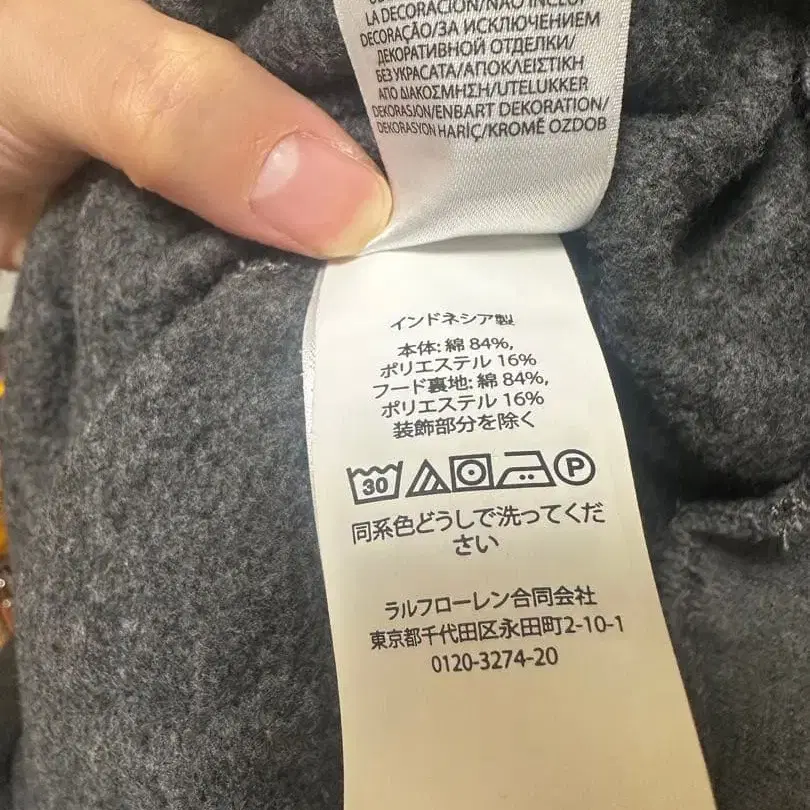 LA DECORACIÓN/NÃO INCLUI
DECORAÇÃO/ЗА ИСКЛЮЧЕНИЕМ
ДЕКОРАТИВНОЙ ОТДЕЛКИ/
БЕЗ УКРАСАТА/ΑΠΟΚΛΕΙΣΤΙΚΗ
ΑΠΟ ΔΙΑΚΟΣΜΗΣΗ/UTELUKKER
DEKORASJON/ENBART DEKORATION/
DEKORASYON HARİÇ/KROMĚ OZDOB
インドネシア製
本体: 綿 84%,
ポリエステル 16%
フード裏地: 綿 84%,
ポリエステル 16%
装飾部分を除く
30 P
同系色どうしで洗ってくだ
さい
ラルフローレン合同会社
東京都千代田区永田町2-10-1
0120-3274-20